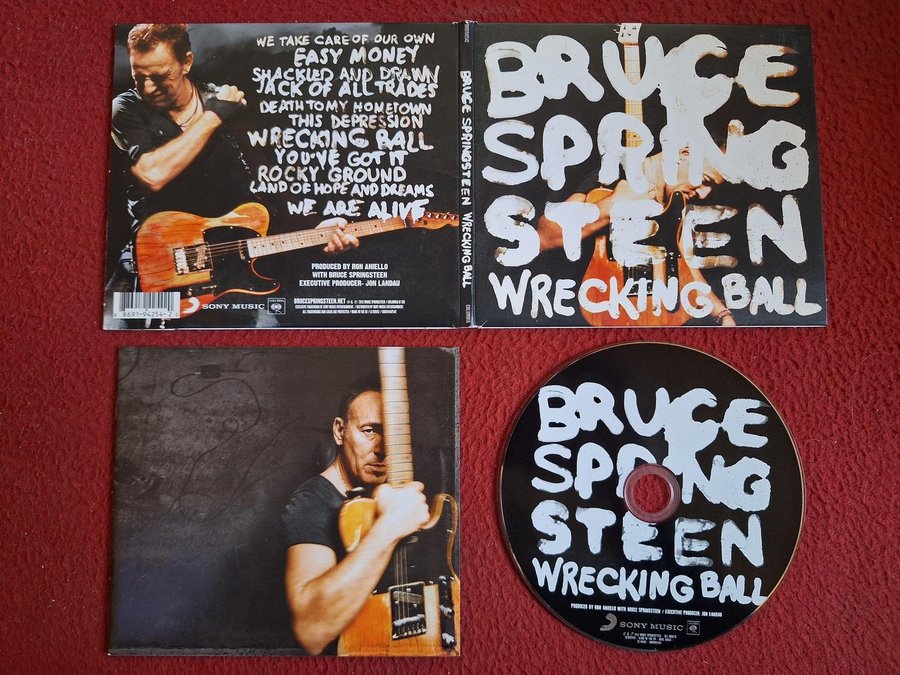 WE TAKE CARE OF OUR OWN
EASY MONEY
SHACKLED AND DRAWN
JACK OF ALL TRADES
DEATH TO MY HOMETOWN
THIS DEPRESSION
WRECKING BALL
YOU'VE GOT IT
ROCKY GROUND
LAND OF HOPE AND DREAMS
WE ARE ALIVE
PRODUCED BY RON ANIELLO
WITH BRUCE SPRINGSTEEN
EXECUTIVE PRODUCER- JON LANDAU
8691-94254-2
SONY MUSIC
BRUCESPRINGSTEEN.NET
BRUCE SPRINGSTEEN WRECKING BALL
BRUCE
SPRING
STEEN
WRECKING BALL
BRUCE
SPRING
STEEN
WRECKING BALL
PRODUCED BY RON ANIELLO WITH BRUCE SPRINGSTEEN / EXECUTIVE PRODUCER: JON LANDAU
SONY MUSIC